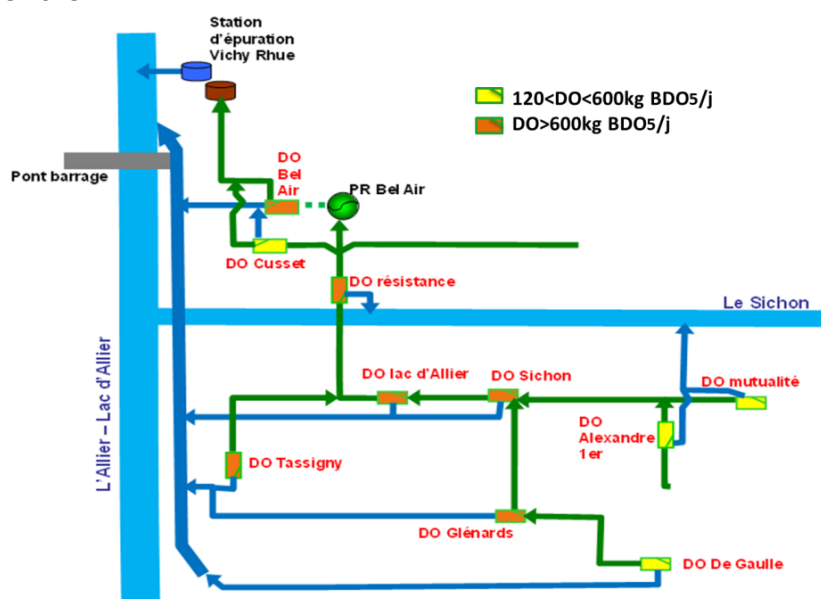 Station
d'épuration
Vichy Rhue
120<DO<600kg BDO5/j
DO>600kg BDO5/j
Pont barrage
DO
Bel
Air
PR Bel Air
DO Cusset
DO résistance
Le Sichon
L'Allier – Lac d'Allier
DO lac d'Allier
DO Sichon
DO mutualité
DO
Alexandre
1er
DO Tassigny
DO Glénards
DO De Gaulle